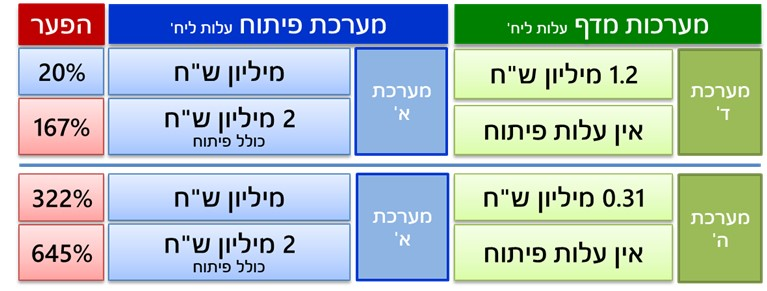 מערכות מדף עלות ליח'
מערכת פיתוח עלות ליח'
הפער
מערכת
ד'
1.2 מיליון ש"ח
אין עלות פיתוח
מערכת
א'
מיליון ש"ח
2 מיליון ש"ח
כולל פיתוח
20%
167%
מערכת
ה'
0.31 מיליון ש"ח
אין עלות פיתוח
מערכת
א'
מיליון ש"ח
2 מיליון ש"ח
כולל פיתוח
322%
645%